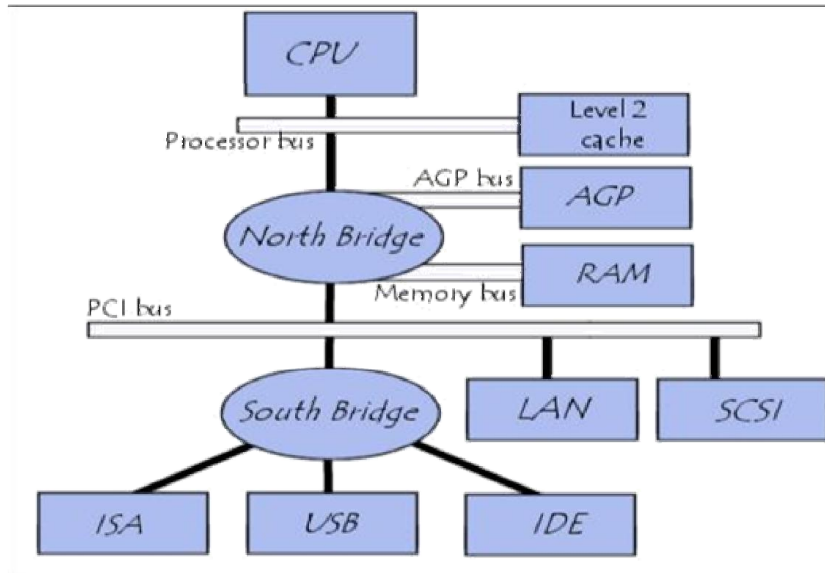 CPU
Level 2
cache
Processor bus
AGP bus
AGP
North Bridge
RAM
Memory bus
PCI bus
South Bridge
LAN
SCSI
ISA
USB
IDE